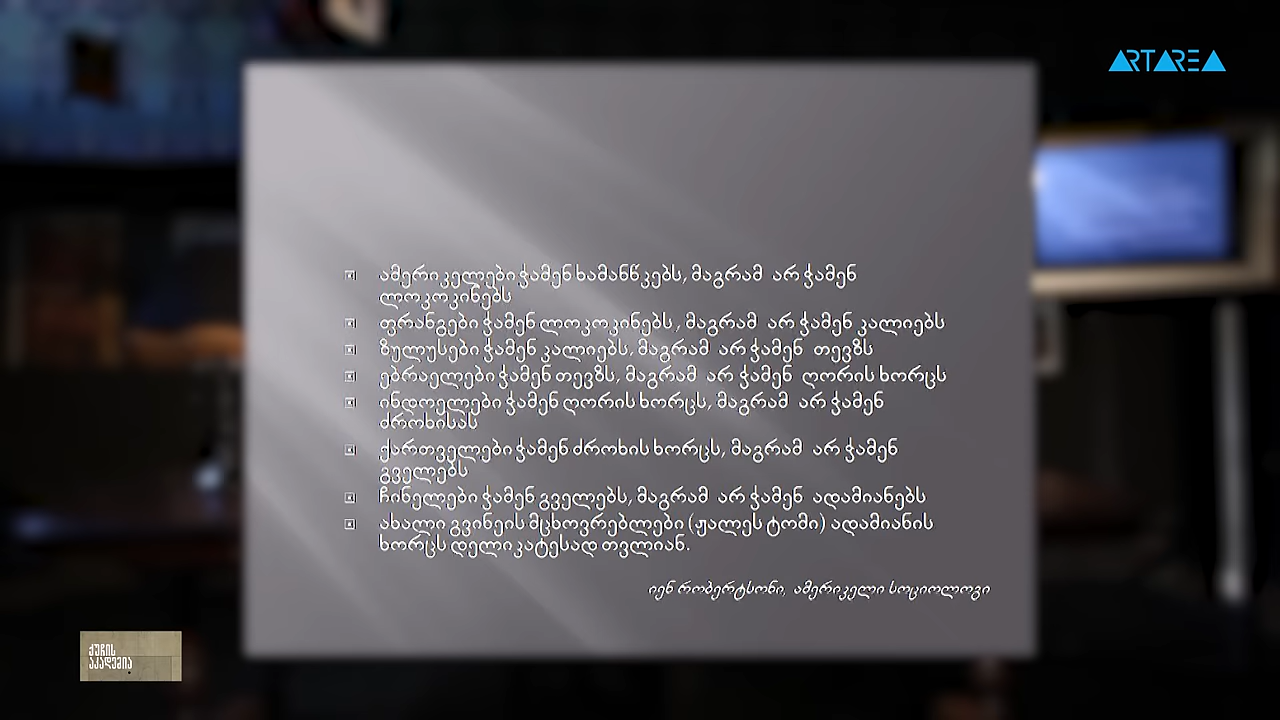 ARTAREA
ამერიკელები ჭამენ ხამანწკებს, მაგრამ არ ჭამენ
ლოკოკინებს
ფრანგები ჭამენ ლოკოკინებს, მაგრამ არ ჭამენ კალიებს
ზულუსები ჭამენ კალიებს, მაგრამ არ ჭამენ თევზს
ებრაელები ჭამენ თევზს, მაგრამ არ ჭამენ ღორის ხორცს
ინდოელები ჭამენ ღორის ხორცს, მაგრამ არ ჭამენ
ძროხისას
ქართველები ჭამენ ძროხის ხორცს, მაგრამ არ ჭამენ
გველებს
ჩინელები ჭამენ გველებს, მაგრამ არ ჭამენ ადამიანებს
ახალი გვინეის მცხოვრებლები (ჟალეს ტომი) ადამიანის
ხორცს დელიკატესად თვლიან.
იენ რობერტსონი, ამერიკელი სოციოლოგი
ქუჩის
აკადემია